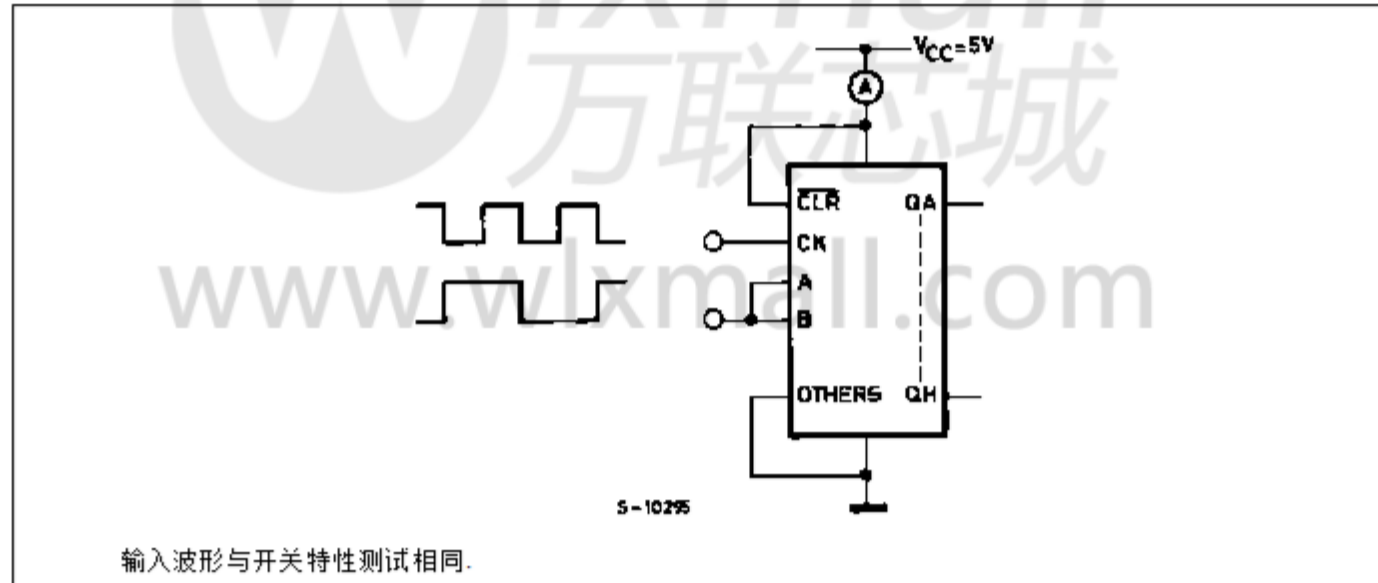 wlxmall
万联芯城
www.wlxmall.com
VCC=5V
A
CLR QA
CK
A
B
OTHERS QH
S-10295
输入波形与开关特性测试相同.